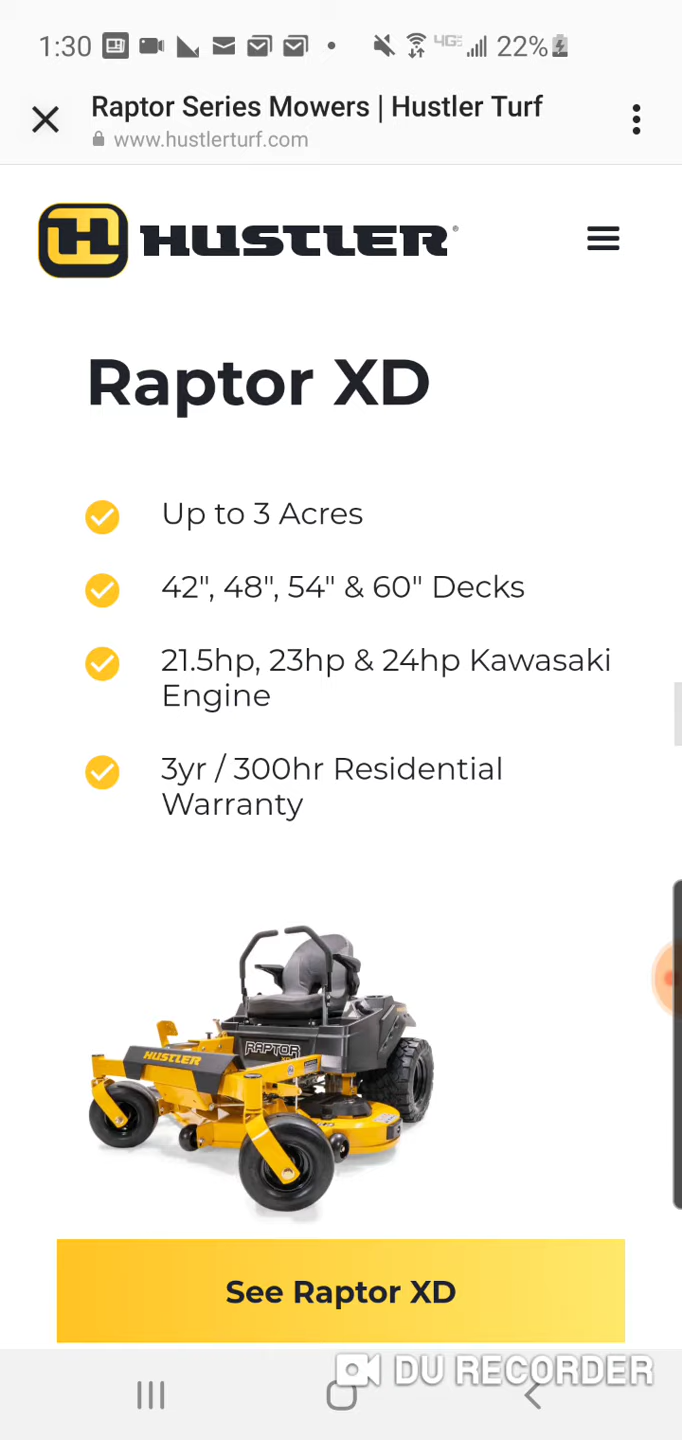 1:30 4GE 22%
Raptor Series Mowers | Hustler Turf
www.hustlerturf.com
H HUSTLER®
Raptor XD
Up to 3 Acres
42", 48", 54" & 60" Decks
21.5hp, 23hp & 24hp Kawasaki
Engine
3yr / 300hr Residential
Warranty
RAPTOR
HUSTLER
See Raptor XD
DU RECORDER